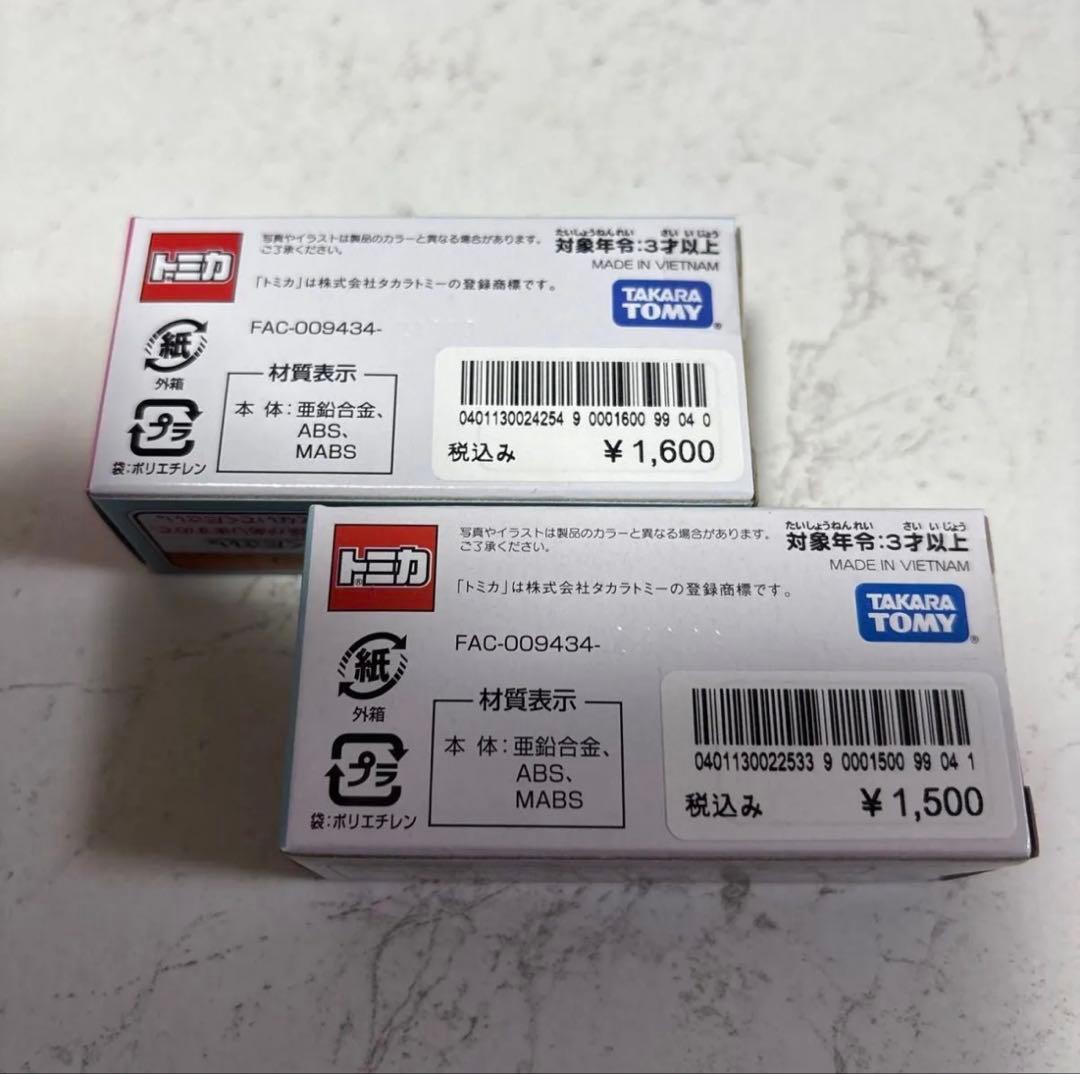 トミカ
写真やイラストは製品のカラーと異なる場合があります。
ご了承ください。
たいしょうねんれい さい いじょう
対象年令:3才以上
MADE IN VIETNAM
「トミカ」は株式会社タカラトミーの登録商標です。
TAKARA
TOMY®
FAC-009434-
紙
外箱
プラ
袋:ポリエチレン
材質表示
本 体:亜鉛合金、
ABS、
MABS
0401130024254 9 0001600 99 04 0
税込み ¥1,600
トミカ®
写真やイラストは製品のカラーと異なる場合があります。
ご了承ください。
たいしょうねんれい さい いじょう
対象年令:3才以上
MADE IN VIETNAM
「トミカ」は株式会社タカラトミーの登録商標です。
TAKARA
TOMY®
FAC-009434-
紙
外箱
プラ
袋:ポリエチレン
材質表示
本 体:亜鉛合金、
ABS、
MABS
0401130022533 9 0001500 99 04 1
税込み ¥1,500